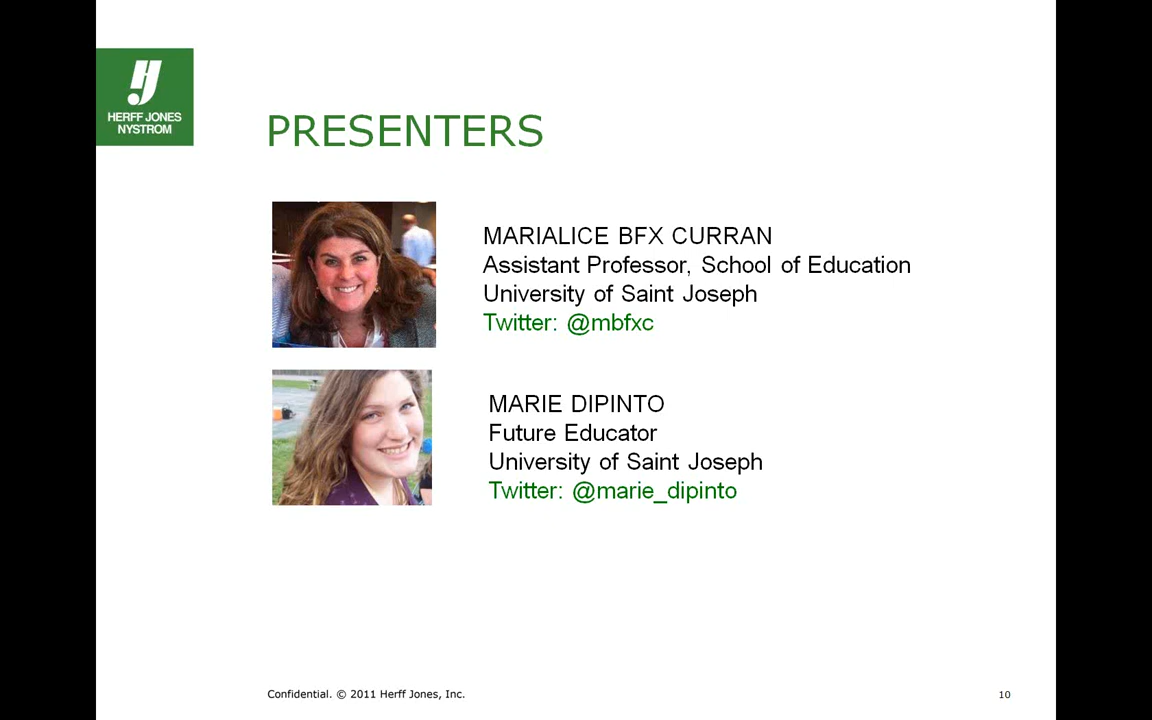 HERFF JONES
NYSTROM
PRESENTERS
MARIALICE BFX CURRAN
Assistant Professor, School of Education
University of Saint Joseph
Twitter: @mbfxc
MARIE DIPINTO
Future Educator
University of Saint Joseph
Twitter: @marie_dipinto
Confidential. © 2011 Herff Jones, Inc.
10